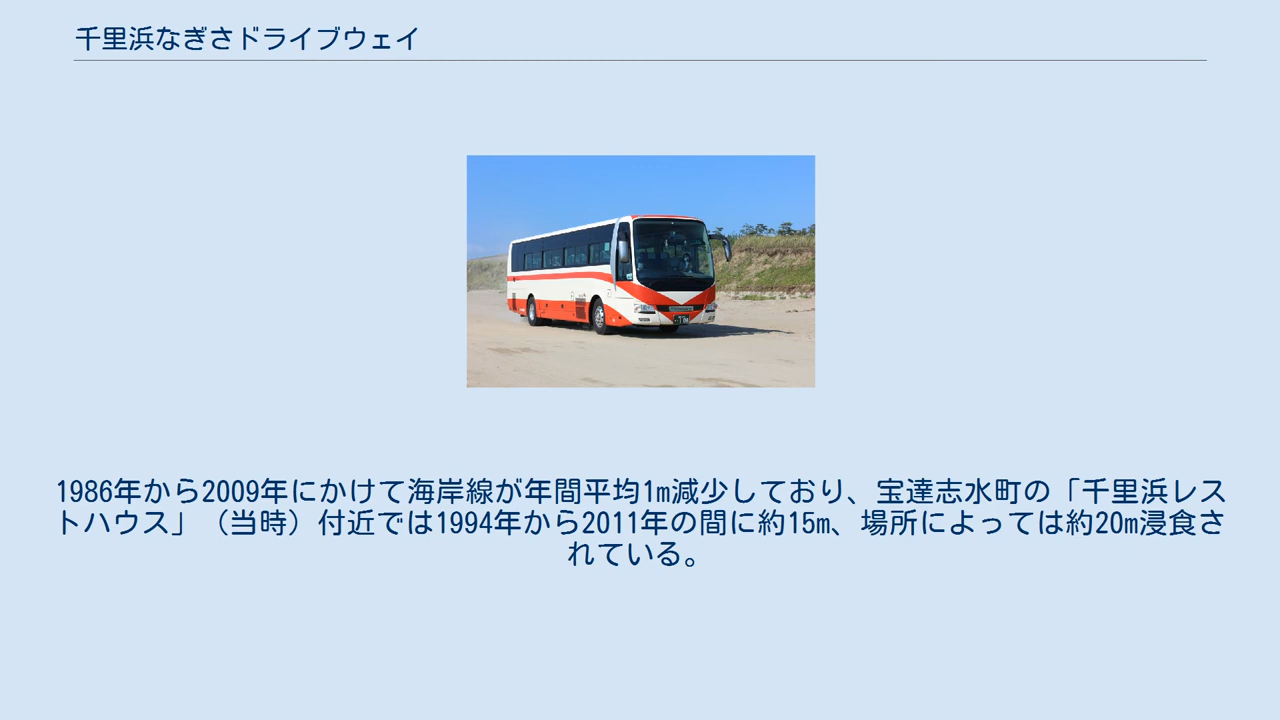 千里浜なぎさドライブウェイ
1986年から2009年にかけて海岸線が年間平均1m減少しており、宝達志水町の「千里浜レス
トハウス」（当時）付近では1994年から2011年の間に約15m、場所によっては約20m浸食さ
れている。